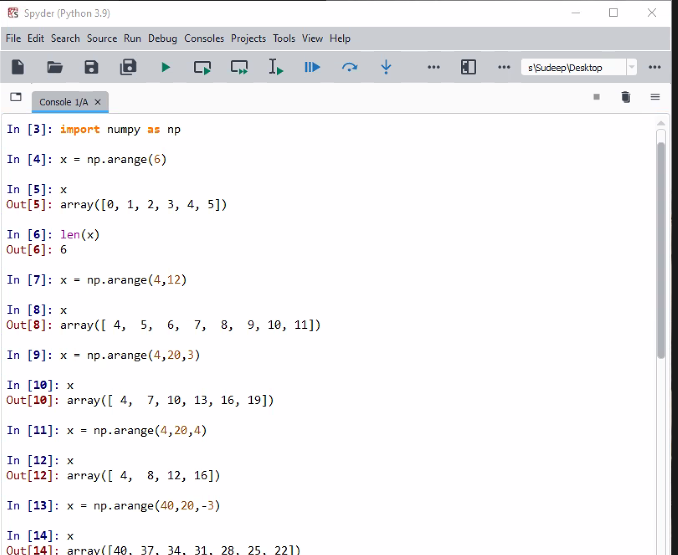 Spyder (Python 3.9)
File Edit Search Source Run Debug Consoles Projects Tools View Help
s\Sudeep\Desktop
Console 1/A
In [3]: import numpy as np
In [4]: x = np.arange(6)
In [5]: x
Out[5]: array([0, 1, 2, 3, 4, 5])
In [6]: len(x)
Out[6]: 6
In [7]: x = np.arange(4,12)
In [8]: x
Out[8]: array([ 4,  5,  6,  7,  8,  9, 10, 11])
In [9]: x = np.arange(4,20,3)
In [10]: x
Out[10]: array([ 4,  7, 10, 13, 16, 19])
In [11]: x = np.arange(4,20,4)
In [12]: x
Out[12]: array([ 4,  8, 12, 16])
In [13]: x = np.arange(40,20,-3)
In [14]: x
Out[14]: array([40, 37, 34, 31, 28, 25, 22])